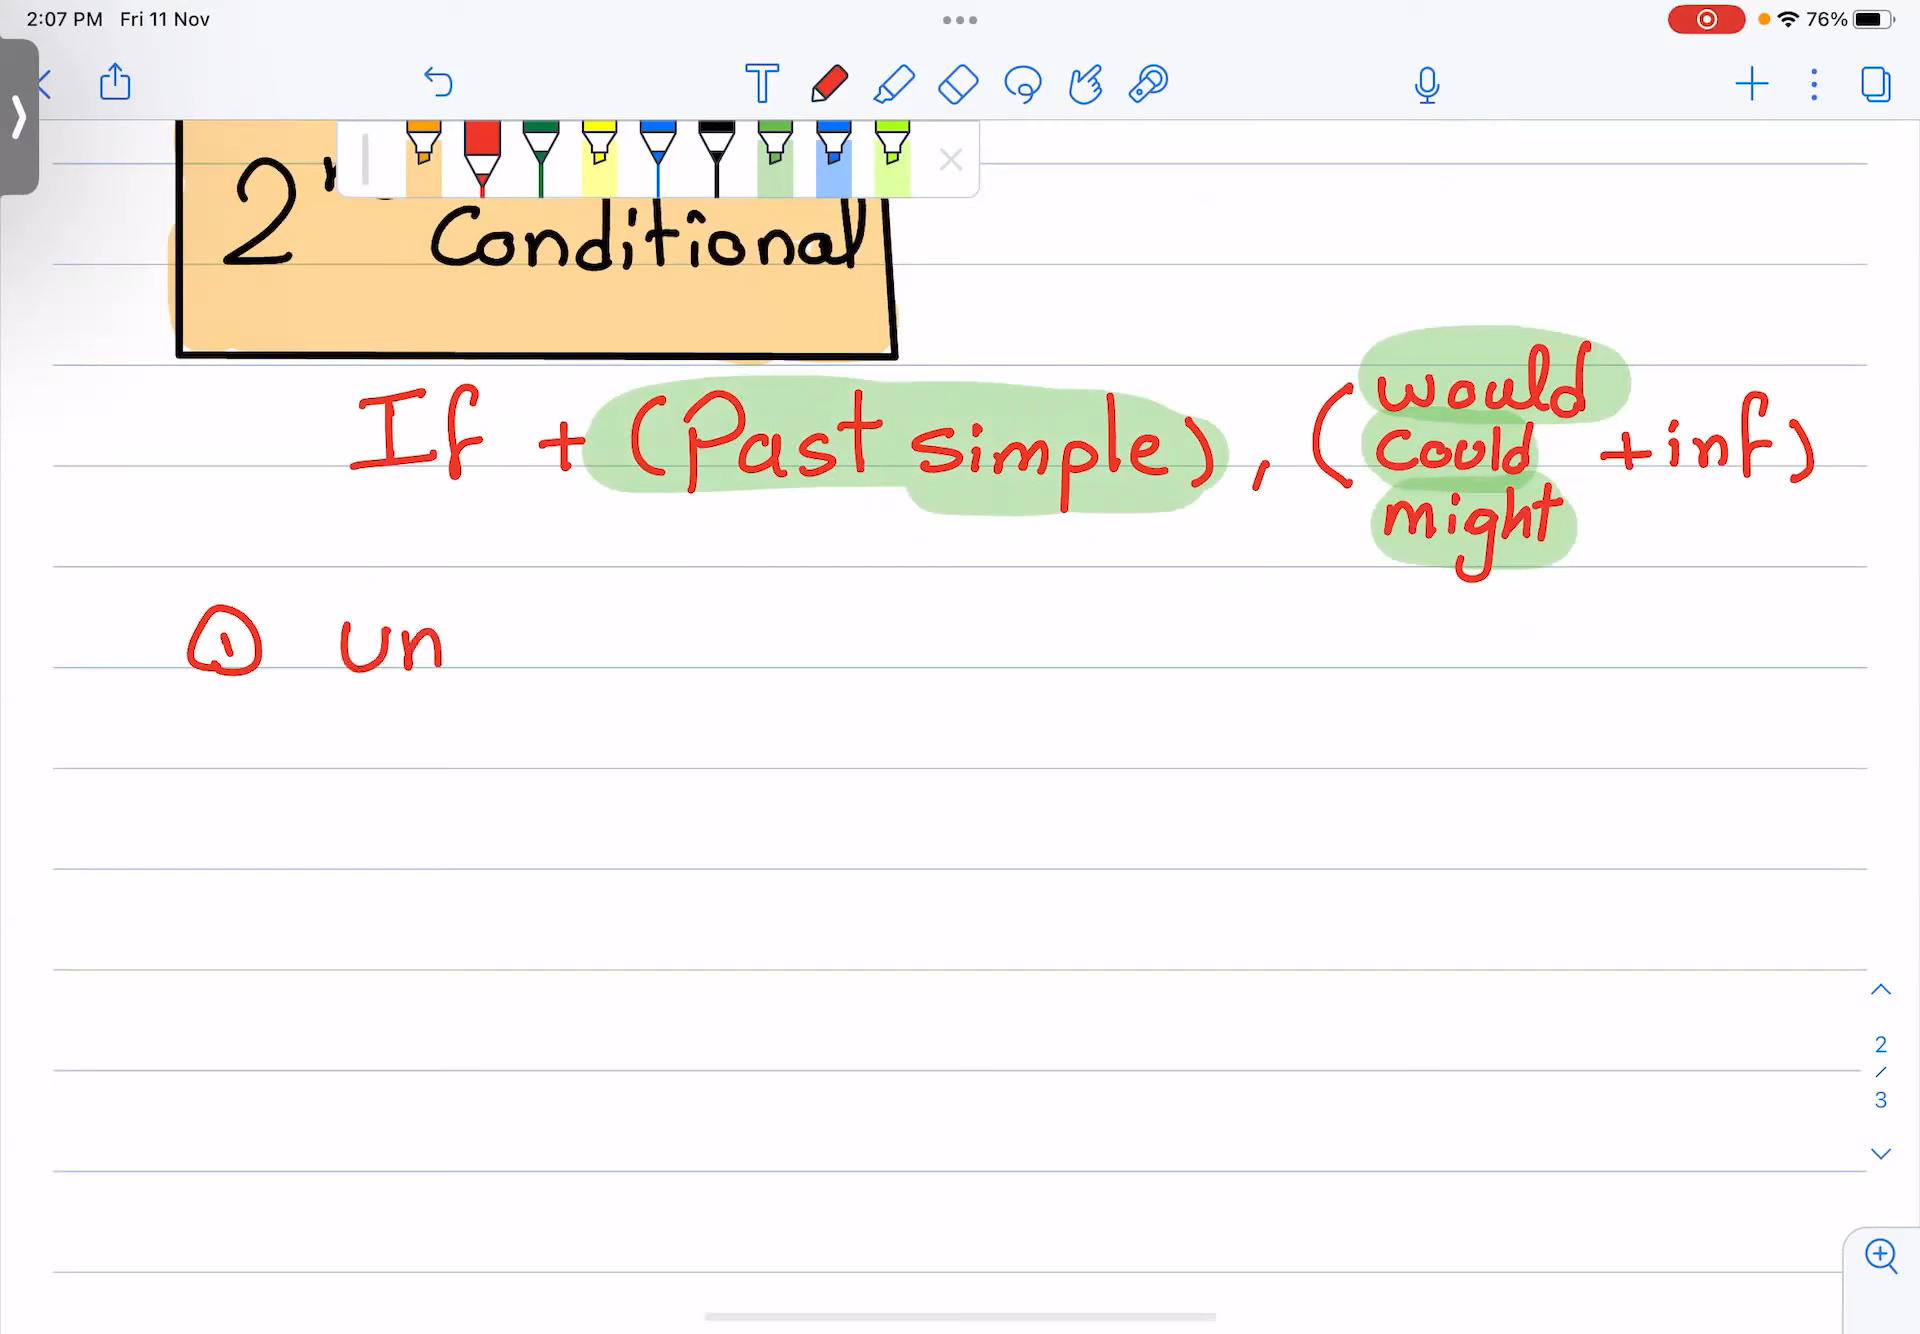 2:07 PM Fri 11 Nov
76%
2
Conditional
If + (Past simple), (would
could + inf)
might
① un
2
/
3